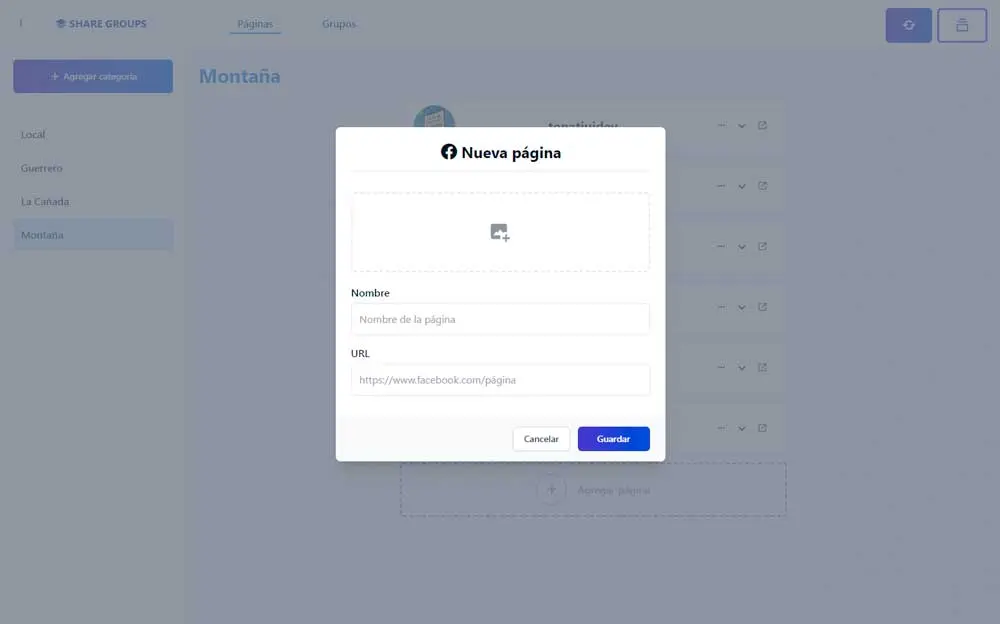 SHARE GROUPS
Páginas
Grupos
+ Agregar categoría
Montaña
Local
Guerrero
La Cañada
Montaña
Nueva página
Nombre
Nombre de la página
URL
https://www.facebook.com/página
Cancelar
Guardar
+ Agregar página